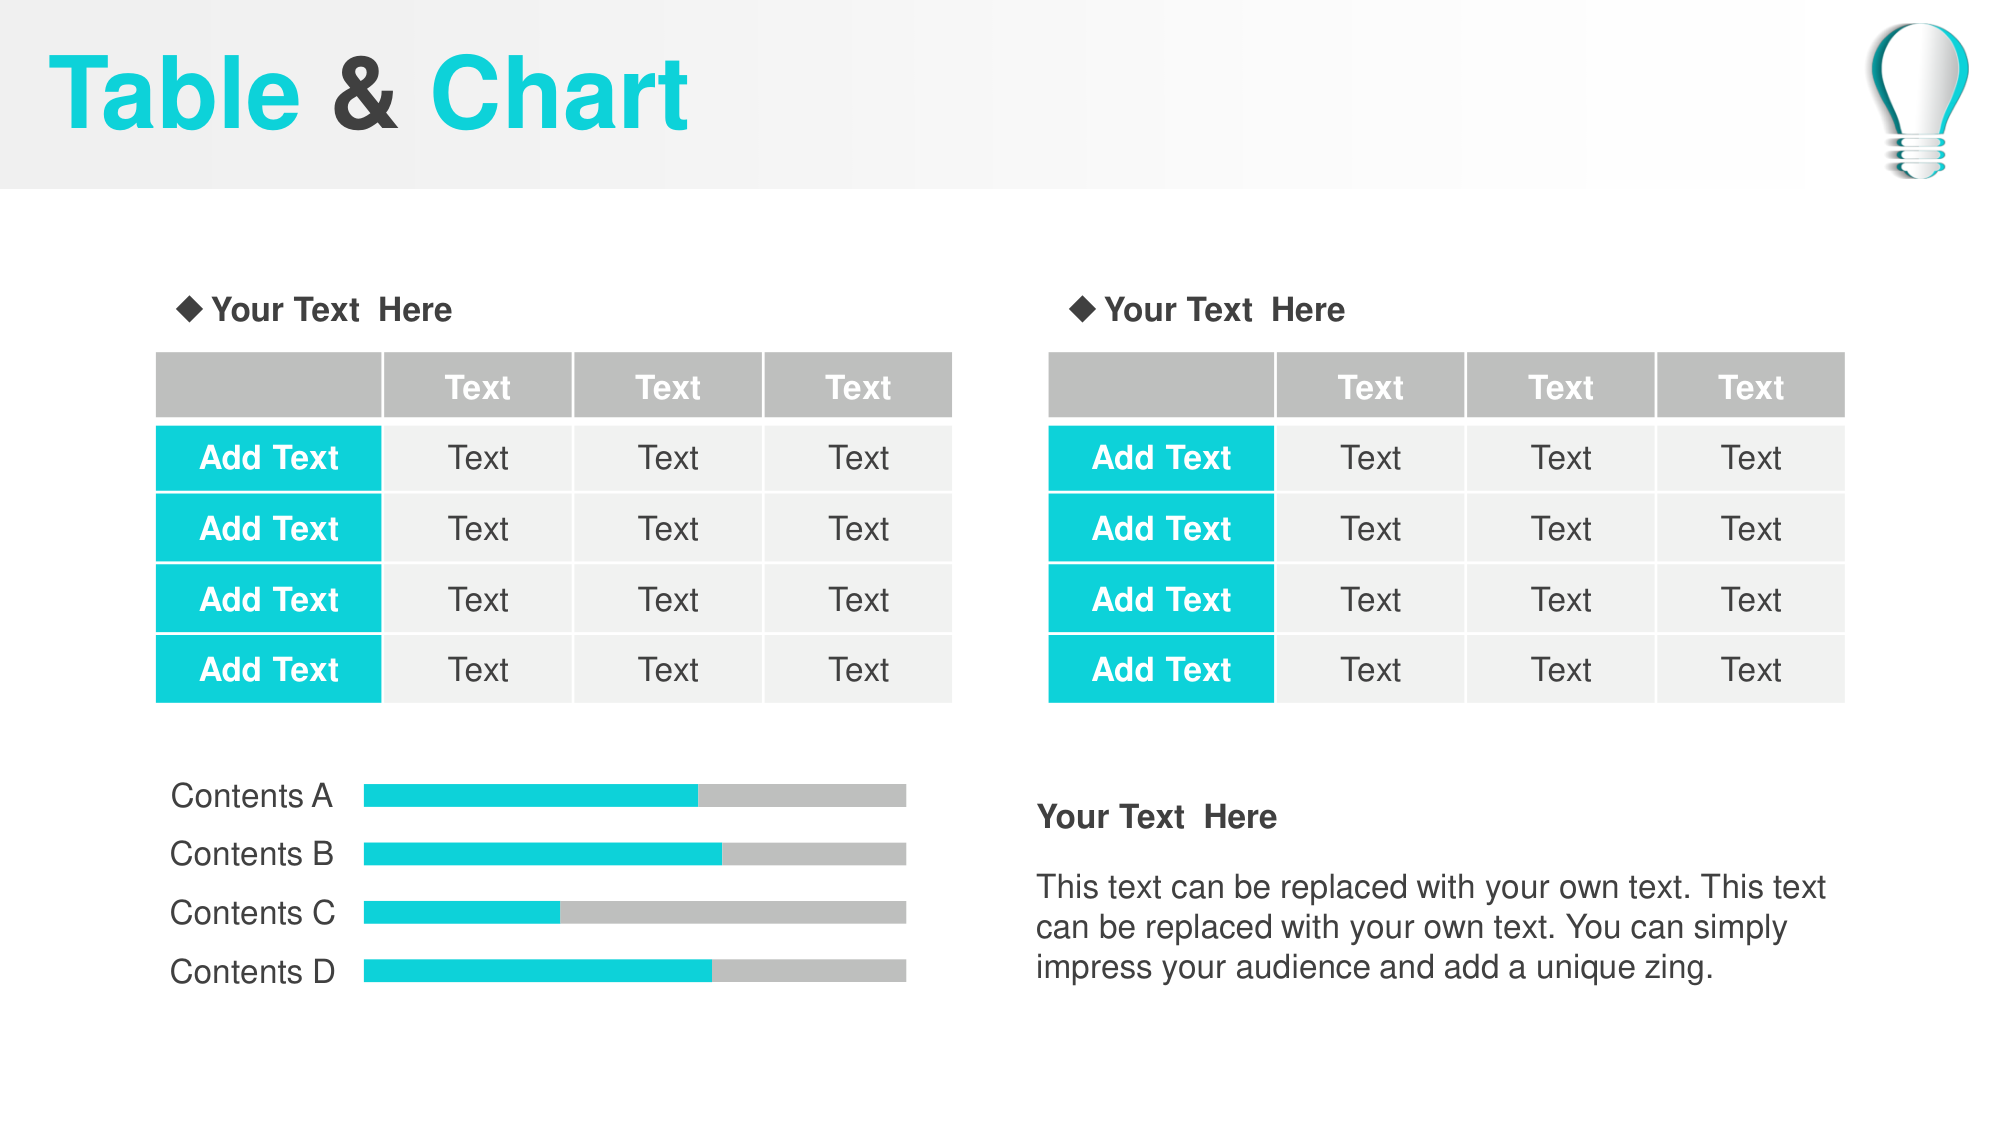 Table & Chart
◆ Your Text  Here
Text Text Text
Add Text Text Text Text
Add Text Text Text Text
Add Text Text Text Text
Add Text Text Text Text
◆ Your Text  Here
Text Text Text
Add Text Text Text Text
Add Text Text Text Text
Add Text Text Text Text
Add Text Text Text Text
Contents A
Contents B
Contents C
Contents D
Your Text  Here
This text can be replaced with your own text. This text
can be replaced with your own text. You can simply
impress your audience and add a unique zing.